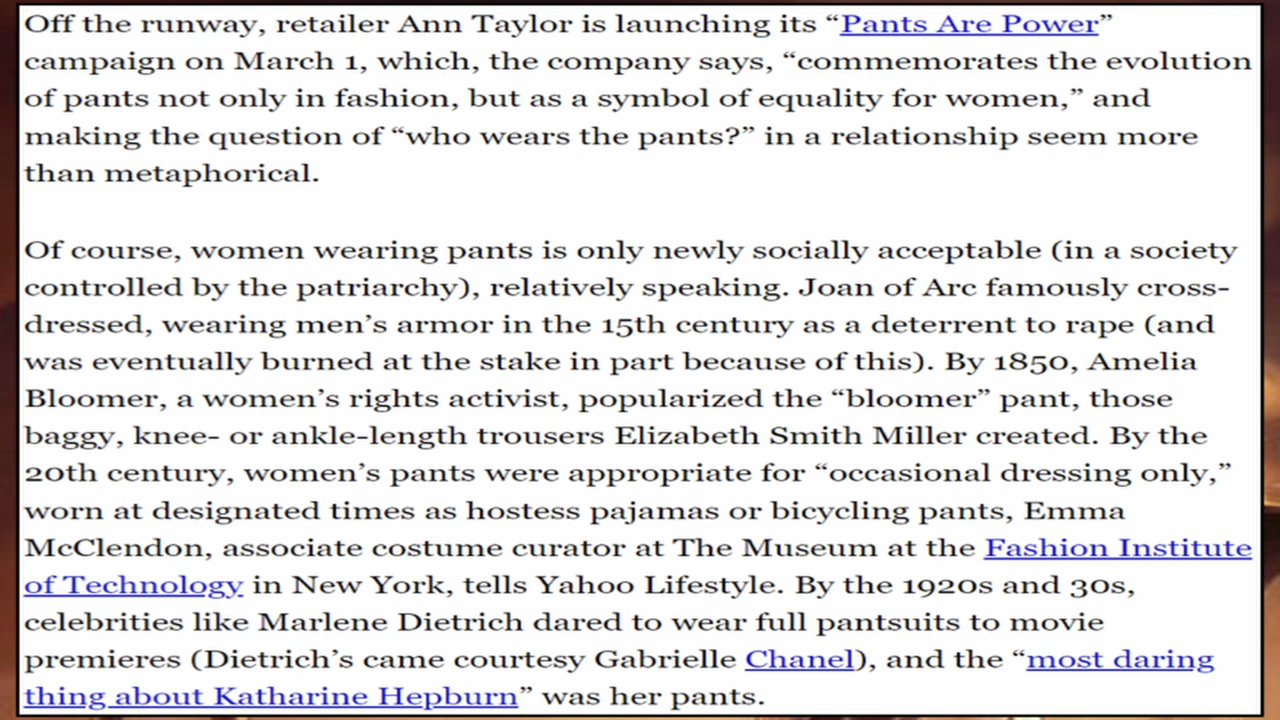 Off the runway, retailer Ann Taylor is launching its “Pants Are Power”
campaign on March 1, which, the company says, “commemorates the evolution
of pants not only in fashion, but as a symbol of equality for women,” and
making the question of “who wears the pants?” in a relationship seem more
than metaphorical.
Of course, women wearing pants is only newly socially acceptable (in a society
controlled by the patriarchy), relatively speaking. Joan of Arc famously cross-
dressed, wearing men’s armor in the 15th century as a deterrent to rape (and
was eventually burned at the stake in part because of this). By 1850, Amelia
Bloomer, a women’s rights activist, popularized the “bloomer” pant, those
baggy, knee- or ankle-length trousers Elizabeth Smith Miller created. By the
20th century, women’s pants were appropriate for “occasional dressing only,”
worn at designated times as hostess pajamas or bicycling pants, Emma
McClendon, associate costume curator at The Museum at the Fashion Institute
of Technology in New York, tells Yahoo Lifestyle. By the 1920s and 30s,
celebrities like Marlene Dietrich dared to wear full pantsuits to movie
premieres (Dietrich’s came courtesy Gabrielle Chanel), and the “most daring
thing about Katharine Hepburn” was her pants.